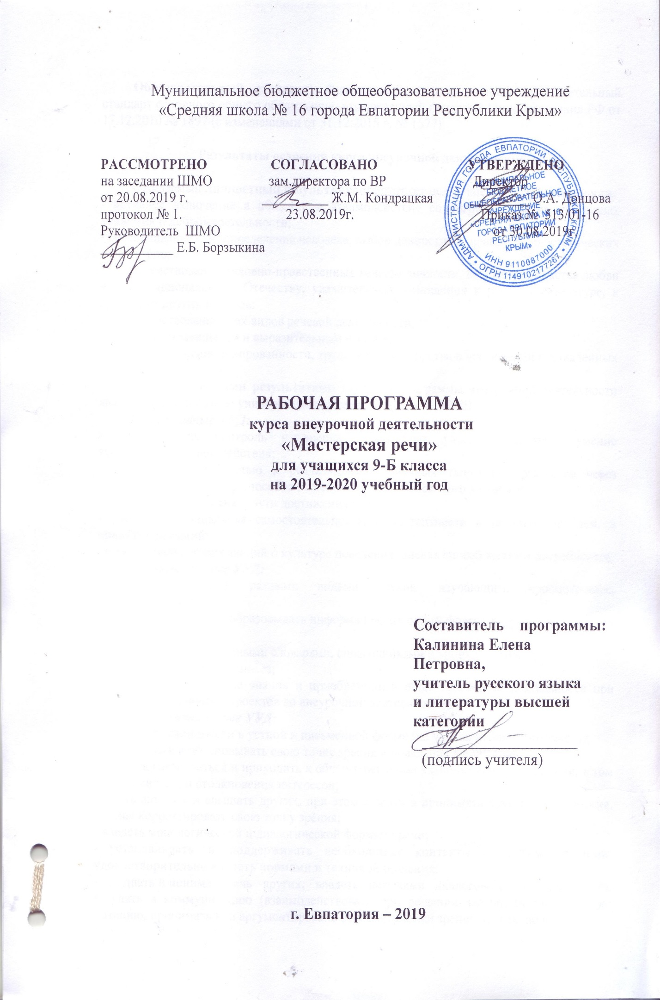 Муниципальное бюджетное общеобразовательное учреждение
«Средняя школа № 16 города Евпатории Республики Крым»
РАССМОТРЕНО
на заседании ШМО
от 20.08.2019 г.
протокол № 1.
Руководитель ШМО
____________ Е.Б. Борзыкина
СОГЛАСОВАНО
зам.директора по ВР
_________ Ж.М. Кондрацкая
23.08.2019г.
УТВЕРЖДЕНО
Директор
_________ О.А. Донцова
Приказ № 513/01-16
от 30.08.2019г
АДМИНИСТРАЦИЯ ГОРОДА ЕВПАТОРИИ РЕСПУБЛИКИ КРЫМ
• ОГРН 1149102177267 •
МУНИЦИПАЛЬНОЕ
БЮДЖЕТНОЕ
ОБЩЕОБРАЗОВАТЕЛЬНОЕ
УЧРЕЖДЕНИЕ
«СРЕДНЯЯ ШКОЛА № 16
ГОРОДА ЕВПАТОРИИ
РЕСПУБЛИКИ
КРЫМ»
ИНН 9110087000
РАБОЧАЯ ПРОГРАММА
курса внеурочной деятельности
«Мастерская речи»
для учащихся 9-Б класса
на 2019-2020 учебный год
Составитель программы:
Калинина Елена
Петровна,
учитель русского языка
и литературы высшей
категории
(подпись учителя)
г. Евпатория – 2019